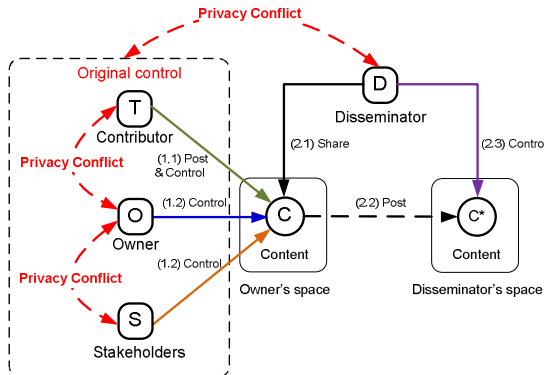 Privacy Conflict
Original control
T
Contributor
D
Disseminator
Privacy Conflict
(1.1) Post
& Control
(2.1) Share
(2.3) Contro
O
Owner
(1.2) Control
C
Content
(2.2) Post
C*
Content
(1.2) Control
Privacy Conflict
Owner's space
Disseminator's space
S
Stakeholders